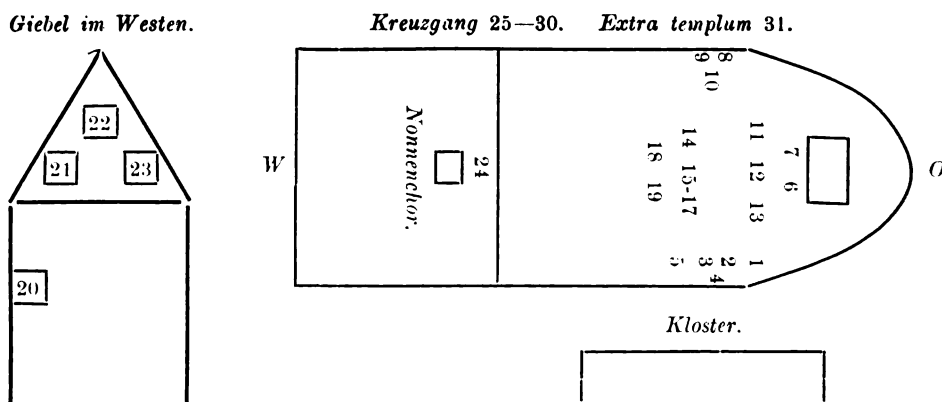 Giebel im Westen.
Kreuzgang 25—30. Extra templum 31.
22
21 23
20
W
Nonnenchor.
24
18 19
14 15-17
9
10
8
5
3
4
2
11 12 13
1
7 6
O
Kloster.